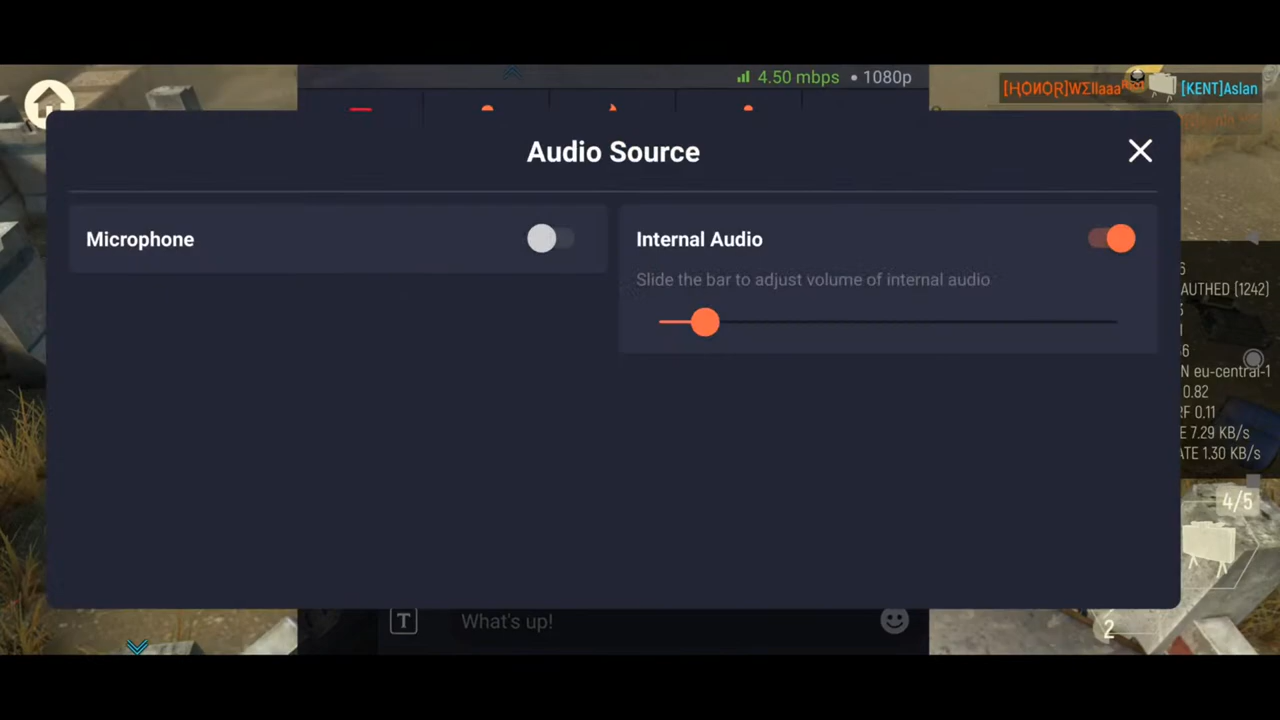 4.50 mbps • 1080p
[KENT]Aslan
Audio Source
Microphone
Internal Audio
Slide the bar to adjust volume of internal audio
AUTHED (1242)
eu-central-1
0.82
0.11
7.29 KB/s
1.30 KB/s
4/5
T
What's up!
2